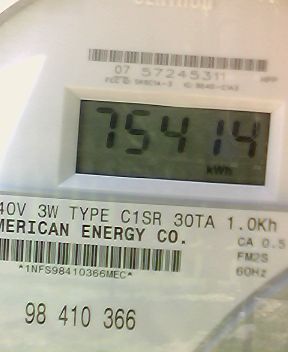 07 57245311
75414
kWh
40V 3W TYPE C1SR 30TA 1.0Kh
MERICAN ENERGY CO.
CA 0.5
FM2S
60Hz
*1NFS98410366MEC*
98 410 366